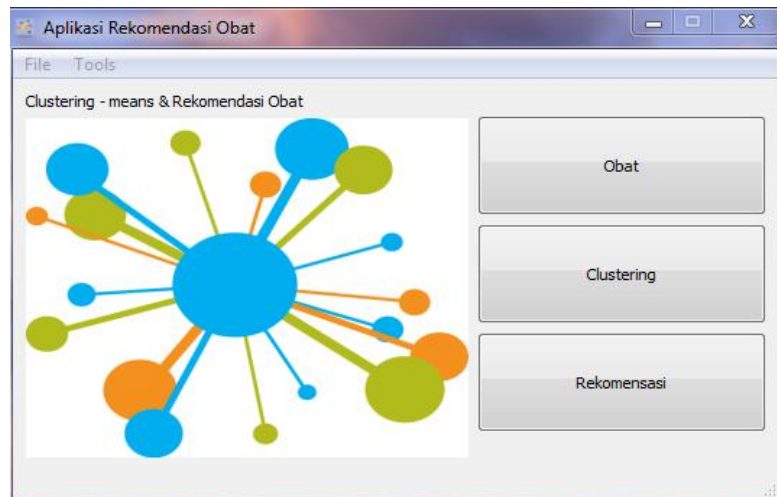 Aplikasi Rekomendasi Obat
File Tools
Clustering - means & Rekomendasi Obat
Obat
Clustering
Rekomensasi